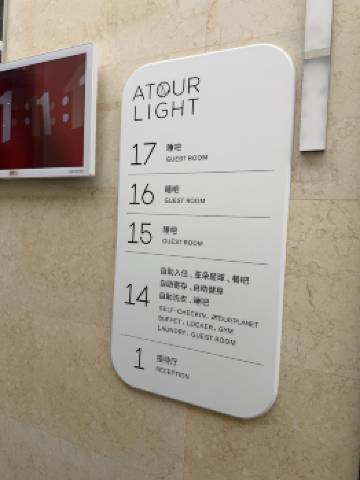 ATOUR
LIGHT
17 睡吧
GUEST ROOM
16 睡吧
GUEST ROOM
15 睡吧
GUEST ROOM
14 自助入住、亚朵星球、餐吧
自助寄存、自助健身
自助洗衣、睡吧
SELF-CHECKIN、ATOURPLANET
BUFFET、LOCKER、GYM
LAUNDRY、GUEST ROOM
1 接待厅
RECEPTION